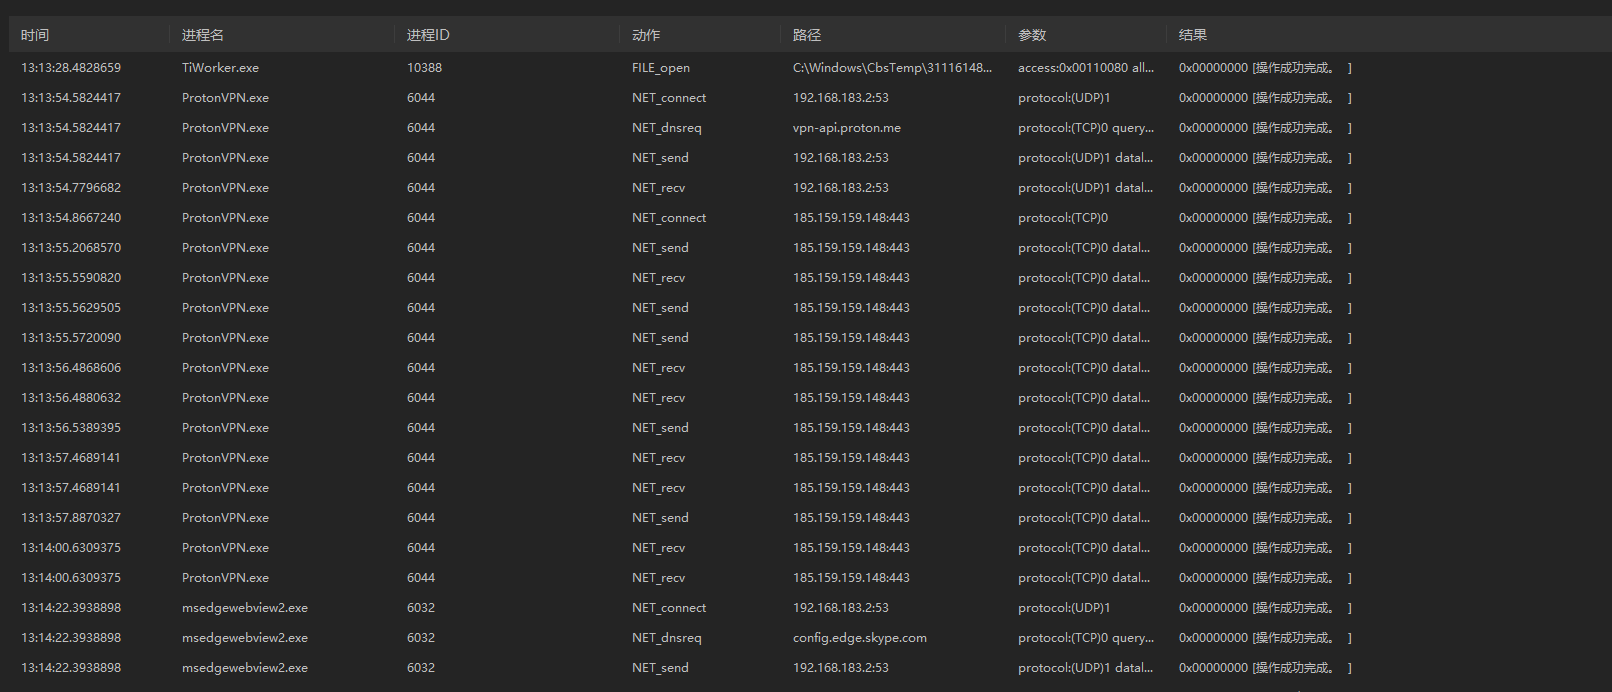 时间 进程名 进程ID 动作 路径 参数 结果
13:13:28.4828659 TiWorker.exe 10388 FILE_open C:\Windows\CbsTemp\31116148... access:0x00110080 all... 0x00000000 [操作成功完成。 ]
13:13:54.5824417 ProtonVPN.exe 6044 NET_connect 192.168.183.2:53 protocol:(UDP)1 0x00000000 [操作成功完成。 ]
13:13:54.5824417 ProtonVPN.exe 6044 NET_dnsreq vpn-api.proton.me protocol:(TCP)0 query... 0x00000000 [操作成功完成。 ]
13:13:54.5824417 ProtonVPN.exe 6044 NET_send 192.168.183.2:53 protocol:(UDP)1 datal... 0x00000000 [操作成功完成。 ]
13:13:54.7796682 ProtonVPN.exe 6044 NET_recv 192.168.183.2:53 protocol:(UDP)1 datal... 0x00000000 [操作成功完成。 ]
13:13:54.8667240 ProtonVPN.exe 6044 NET_connect 185.159.159.148:443 protocol:(TCP)0 0x00000000 [操作成功完成。 ]
13:13:55.2068570 ProtonVPN.exe 6044 NET_send 185.159.159.148:443 protocol:(TCP)0 datal... 0x00000000 [操作成功完成。 ]
13:13:55.5590820 ProtonVPN.exe 6044 NET_recv 185.159.159.148:443 protocol:(TCP)0 datal... 0x00000000 [操作成功完成。 ]
13:13:55.5629505 ProtonVPN.exe 6044 NET_send 185.159.159.148:443 protocol:(TCP)0 datal... 0x00000000 [操作成功完成。 ]
13:13:55.5720090 ProtonVPN.exe 6044 NET_send 185.159.159.148:443 protocol:(TCP)0 datal... 0x00000000 [操作成功完成。 ]
13:13:56.4868606 ProtonVPN.exe 6044 NET_recv 185.159.159.148:443 protocol:(TCP)0 datal... 0x00000000 [操作成功完成。 ]
13:13:56.4880632 ProtonVPN.exe 6044 NET_recv 185.159.159.148:443 protocol:(TCP)0 datal... 0x00000000 [操作成功完成。 ]
13:13:56.5389395 ProtonVPN.exe 6044 NET_send 185.159.159.148:443 protocol:(TCP)0 datal... 0x00000000 [操作成功完成。 ]
13:13:57.4689141 ProtonVPN.exe 6044 NET_recv 185.159.159.148:443 protocol:(TCP)0 datal... 0x00000000 [操作成功完成。 ]
13:13:57.4689141 ProtonVPN.exe 6044 NET_recv 185.159.159.148:443 protocol:(TCP)0 datal... 0x00000000 [操作成功完成。 ]
13:13:57.8870327 ProtonVPN.exe 6044 NET_send 185.159.159.148:443 protocol:(TCP)0 datal... 0x00000000 [操作成功完成。 ]
13:14:00.6309375 ProtonVPN.exe 6044 NET_recv 185.159.159.148:443 protocol:(TCP)0 datal... 0x00000000 [操作成功完成。 ]
13:14:00.6309375 ProtonVPN.exe 6044 NET_recv 185.159.159.148:443 protocol:(TCP)0 datal... 0x00000000 [操作成功完成。 ]
13:14:22.3938898 msedgewebview2.exe 6032 NET_connect 192.168.183.2:53 protocol:(UDP)1 0x00000000 [操作成功完成。 ]
13:14:22.3938898 msedgewebview2.exe 6032 NET_dnsreq config.edge.skype.com protocol:(TCP)0 query... 0x00000000 [操作成功完成。 ]
13:14:22.3938898 msedgewebview2.exe 6032 NET_send 192.168.183.2:53 protocol:(UDP)1 datal... 0x00000000 [操作成功完成。 ]